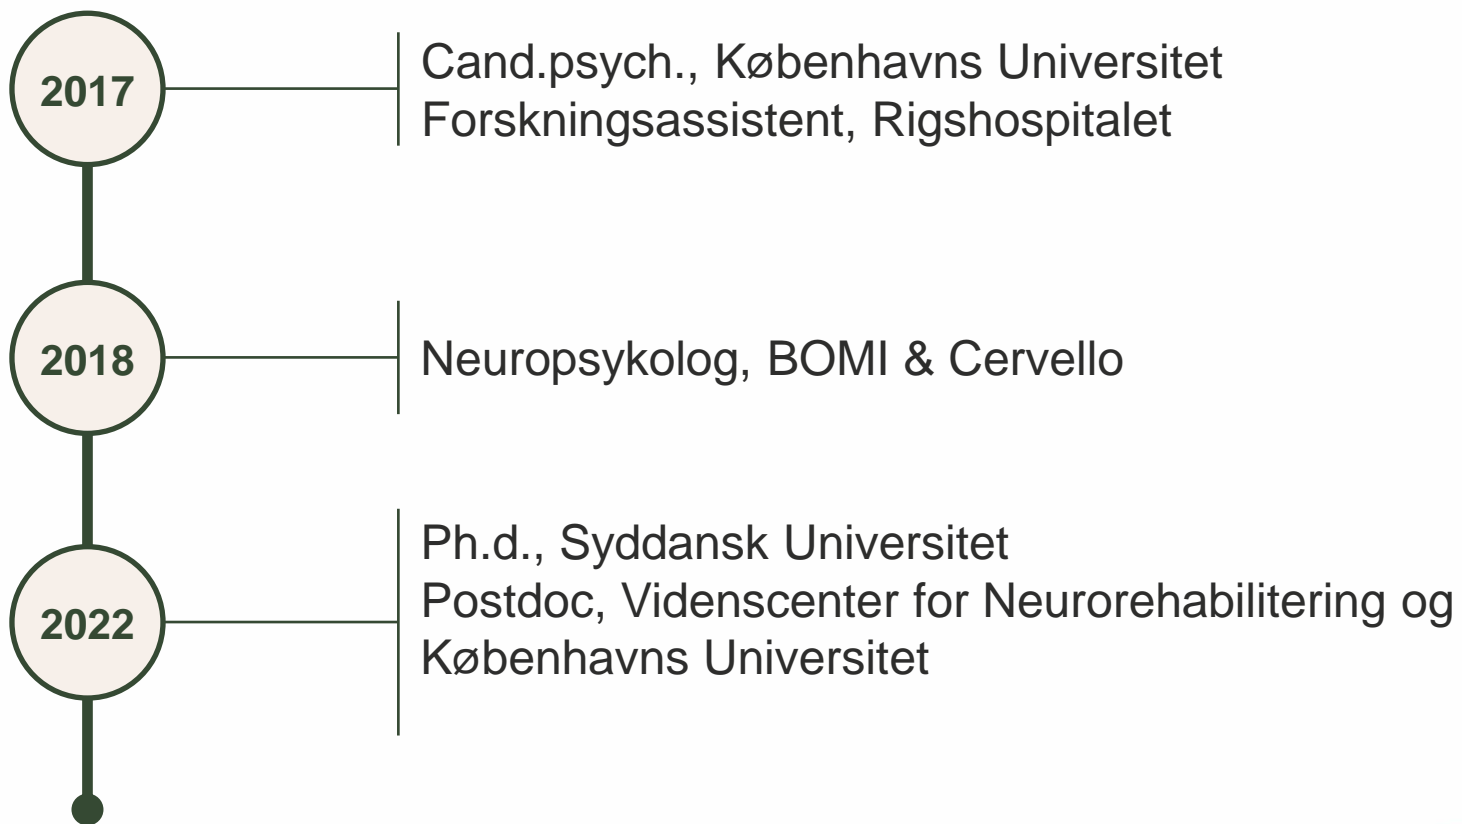 2017
Cand.psych., Københavns Universitet
Forskningsassistent, Rigshospitalet
2018
Neuropsykolog, BOMI & Cervello
2022
Ph.d., Syddansk Universitet
Postdoc, Videnscenter for Neurorehabilitering og
Københavns Universitet